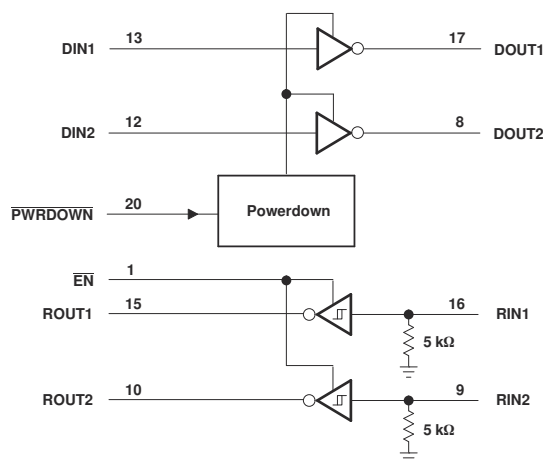 DIN1 13 17 DOUT1
DIN2 12 8 DOUT2
PWRDOWN 20 Powerdown
EN 1
ROUT1 15 16 RIN1
5 kΩ
ROUT2 10 9 RIN2
5 kΩ